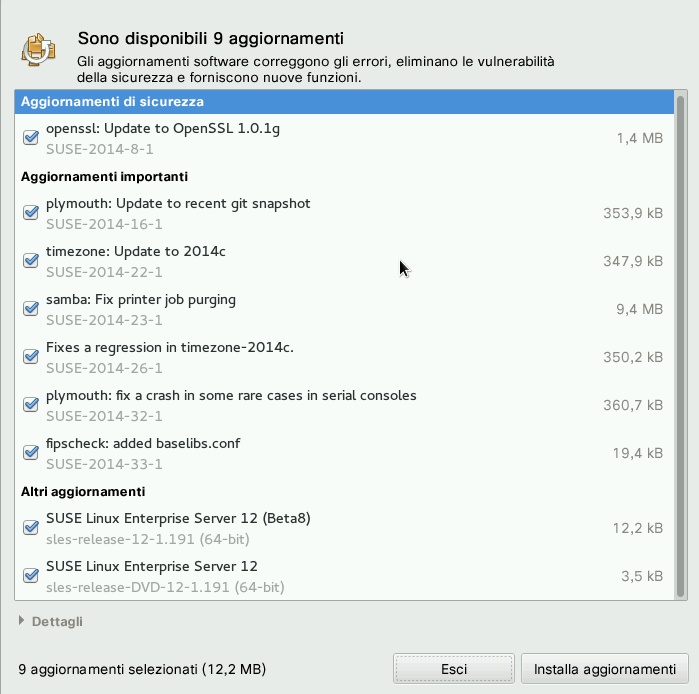 Sono disponibili 9 aggiornamenti
Gli aggiornamenti software correggono gli errori, eliminano le vulnerabilità
della sicurezza e forniscono nuove funzioni.
Aggiornamenti di sicurezza
openssl: Update to OpenSSL 1.0.1g
SUSE-2014-8-1
1,4 MB
Aggiornamenti importanti
plymouth: Update to recent git snapshot
SUSE-2014-16-1
353,9 kB
timezone: Update to 2014c
SUSE-2014-22-1
347,9 kB
samba: Fix printer job purging
SUSE-2014-23-1
9,4 MB
Fixes a regression in timezone-2014c.
SUSE-2014-26-1
350,2 kB
plymouth: fix a crash in some rare cases in serial consoles
SUSE-2014-32-1
360,7 kB
fipscheck: added baselibs.conf
SUSE-2014-33-1
19,4 kB
Altri aggiornamenti
SUSE Linux Enterprise Server 12 (Beta8)
sles-release-12-1.191 (64-bit)
12,2 kB
SUSE Linux Enterprise Server 12
sles-release-DVD-12-1.191 (64-bit)
3,5 kB
Dettagli
9 aggiornamenti selezionati (12,2 MB)
Esci
Installa aggiornamenti